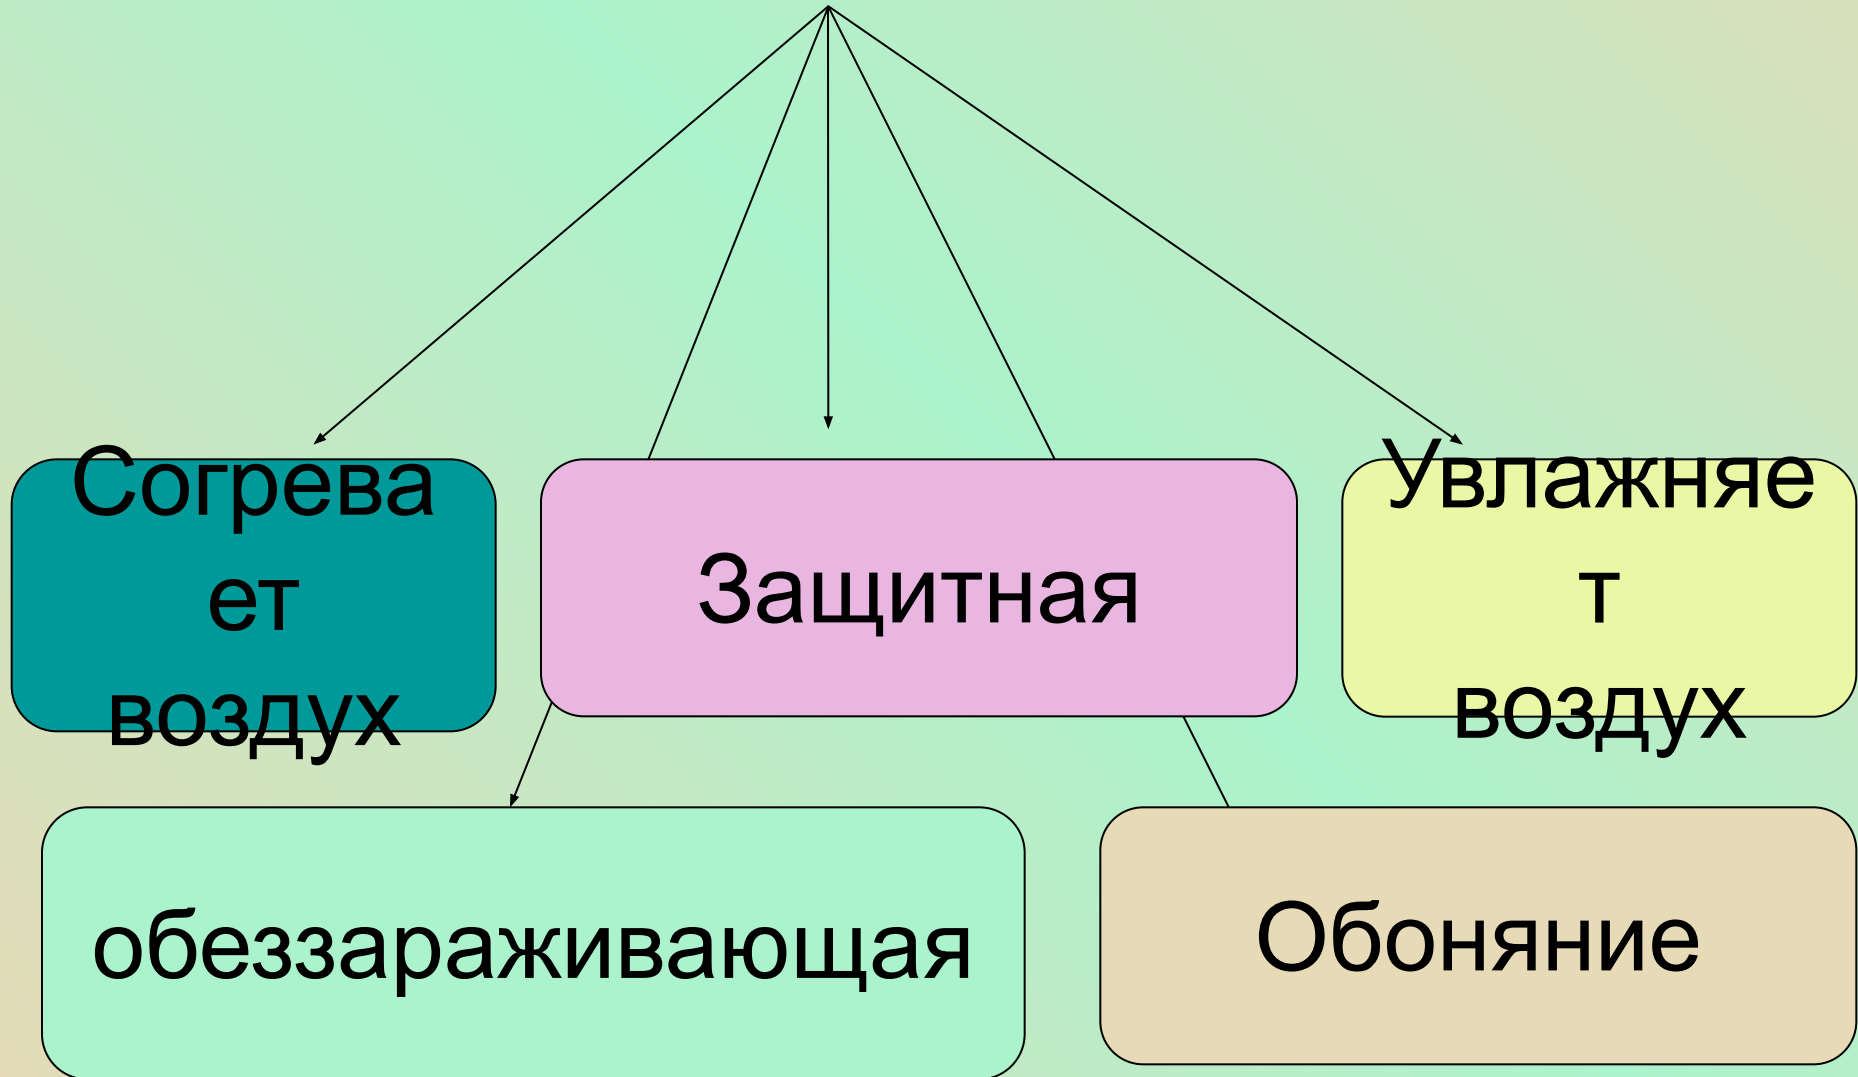 Согрева
ет
воздух
Защитная
Увлажняе
т
воздух
обеззараживающая
Обоняние